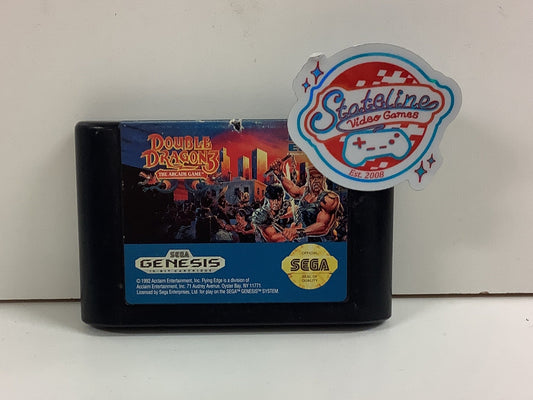 Stateline
Video Games
Est. 2008
DOUBLE
DRAGON 3
THE ARCADE GAME
SEGA
GENESIS
16-BIT CARTRIDGE
OFFICIAL
SEGA
SEAL OF
QUALITY
© 1992 Acclaim Entertainment, Inc. Flying Edge is a division of
Acclaim Entertainment, Inc. 71 Audrey Avenue, Oyster Bay, NY 11771
Licensed by Sega Enterprises, Ltd. for play on the SEGA™ GENESIS™ SYSTEM.